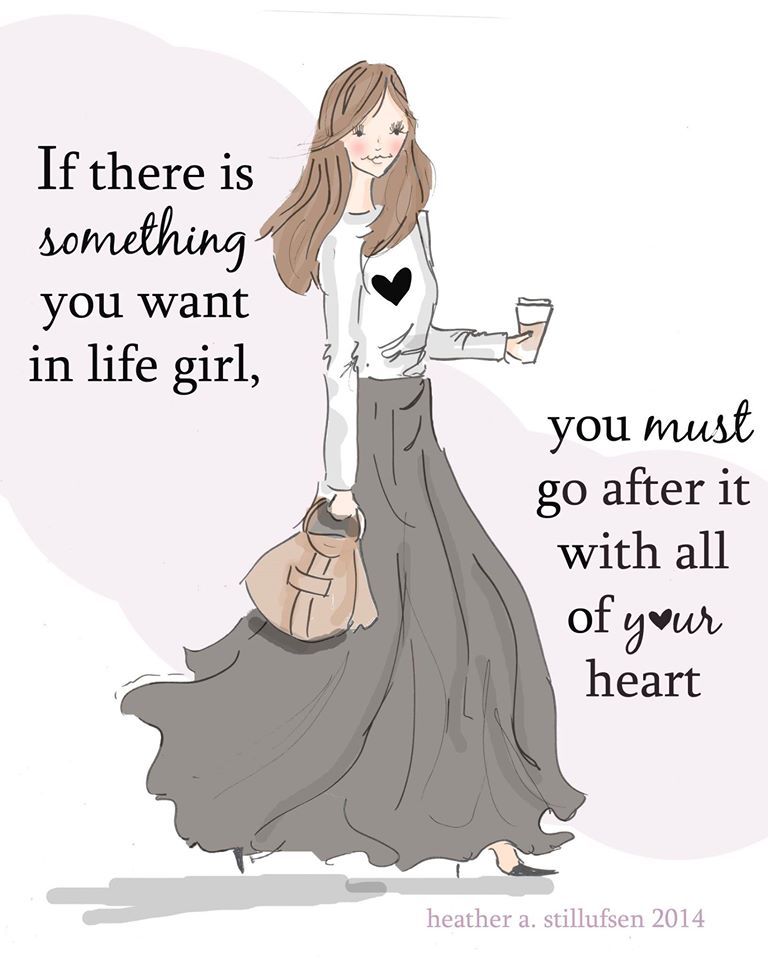 If there is
something
you want
in life girl,
you must
go after it
with all
of y♥ur
heart
heather a. stillufsen 2014